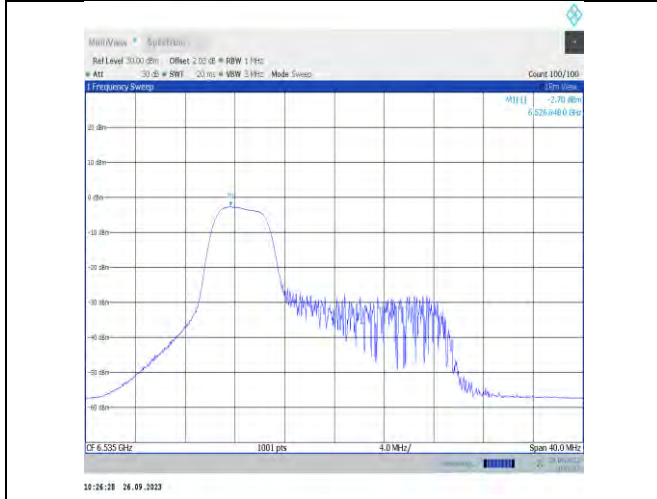 MultiView Spectrum
Ref Level 30.00 dBm Offset 2.02 dB RBW 1 MHz
Att 30 dB SWT 20 ms VBW 3 MHz Mode Sweep Count 100/100
1 Frequency Sweep 1Rm View
M1[1] -2.70 dBm
GHz
20 dBm
10 dBm
0 dBm
-10 dBm
-20 dBm
-30 dBm
-40 dBm
-50 dBm
-60 dBm
CF 6.535 GHz 1001 pts 4.0 MHz/ Span 40.0 MHz
10:26:28 26.09.2023